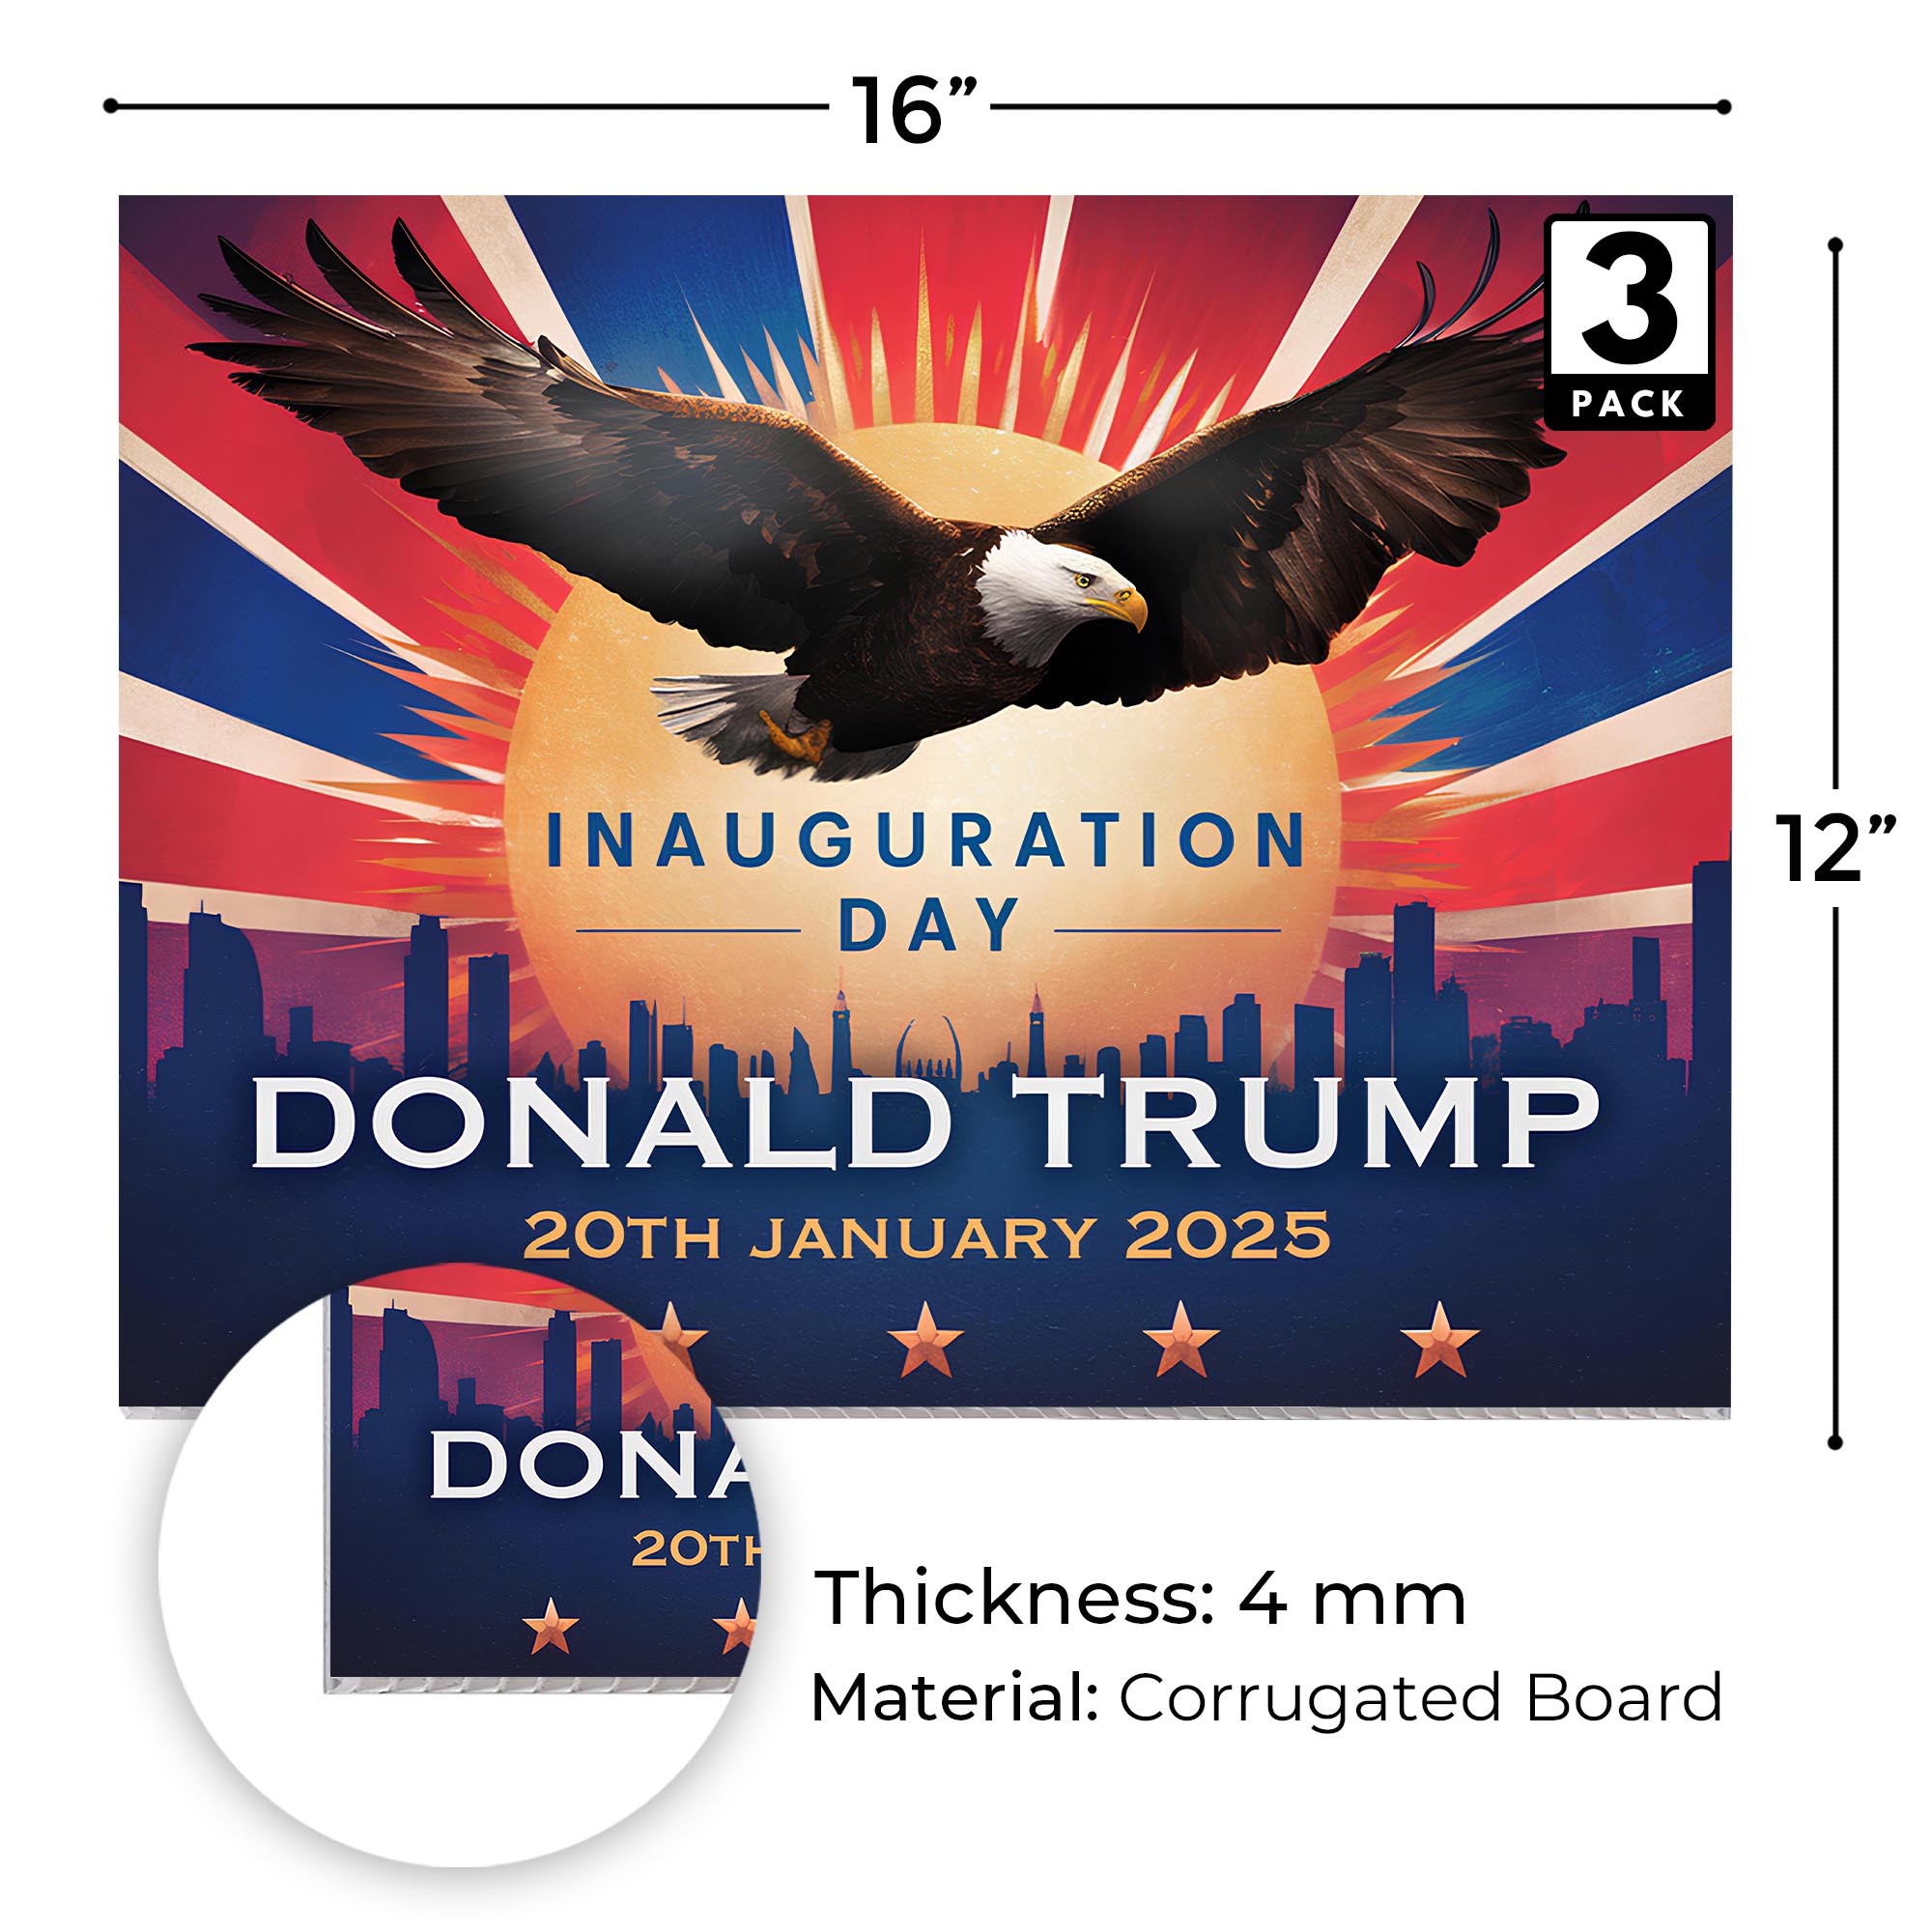 16”
3
PACK
INAUGURATION
DAY
DONALD TRUMP
20TH JANUARY 2025
12”
DONA
20TH
Thickness: 4 mm
Material: Corrugated Board